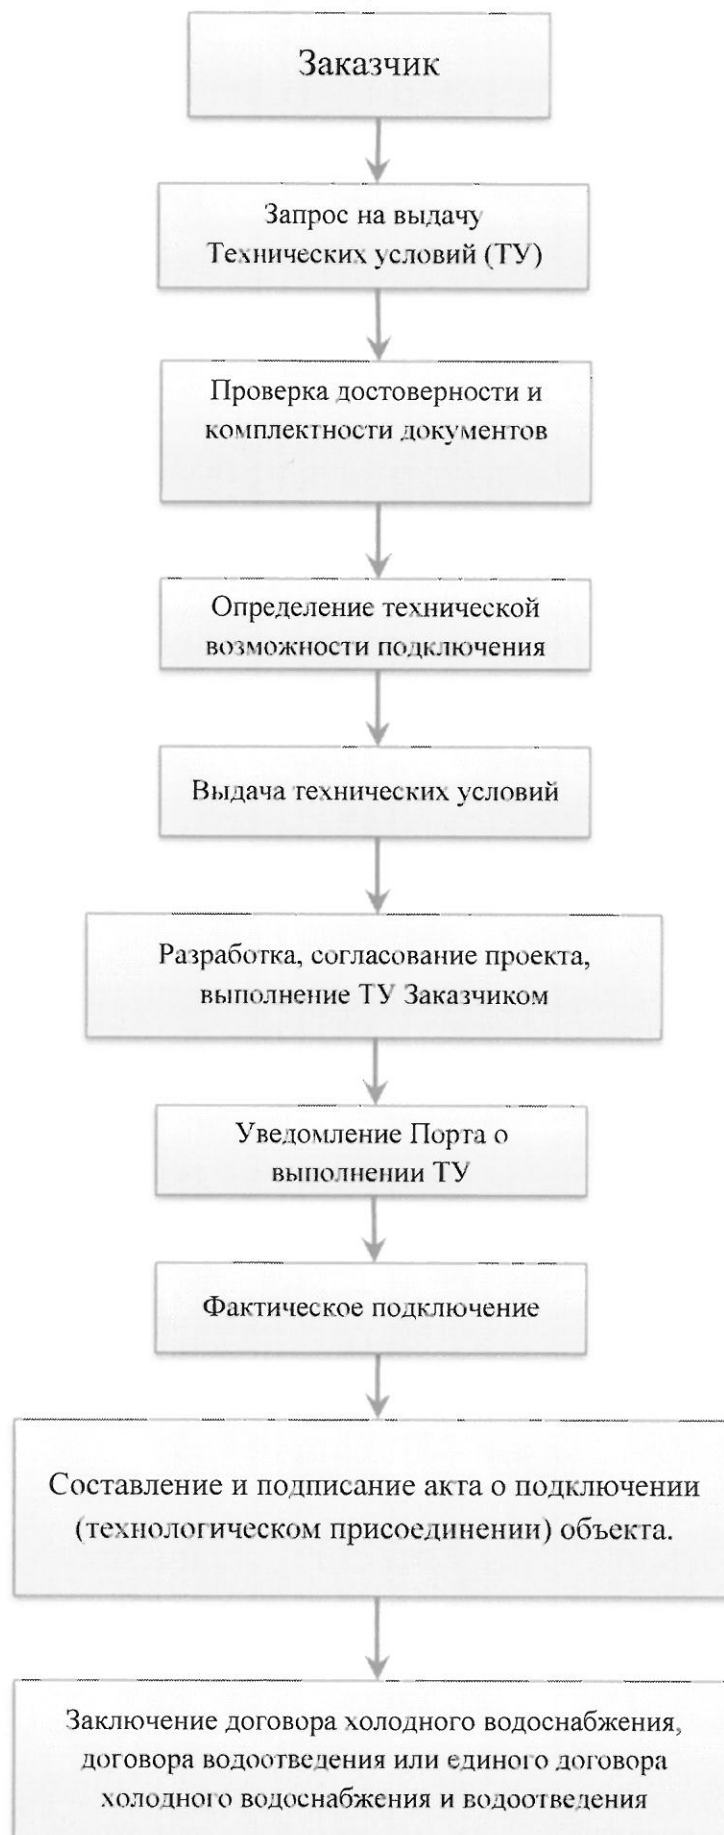 Заказчик
Запрос на выдачу
Технических условий (ТУ)
Проверка достоверности и
комплектности документов
Определение технической
возможности подключения
Выдача технических условий
Разработка, согласование проекта,
выполнение ТУ Заказчиком
Уведомление Порта о
выполнении ТУ
Фактическое подключение
Составление и подписание акта о подключении
(технологическом присоединении) объекта.
Заключение договора холодного водоснабжения,
договора водоотведения или единого договора
холодного водоснабжения и водоотведения